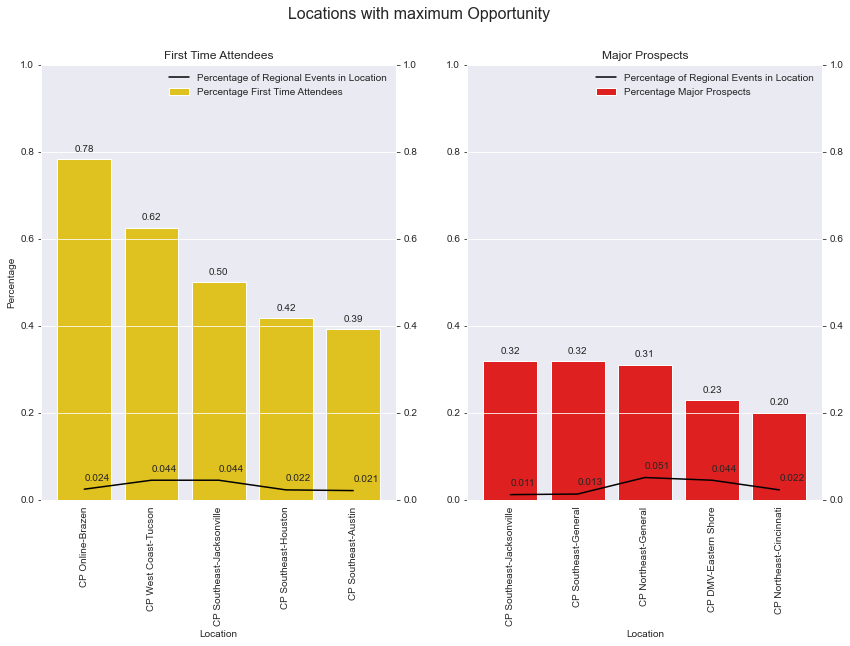 Locations with maximum Opportunity
First Time Attendees
Percentage of Regional Events in Location
Percentage First Time Attendees
1.0
0.8
0.6
0.4
0.2
0.0
Percentage
1.0
0.8
0.6
0.4
0.2
0.0
0.78
0.62
0.50
0.42
0.39
0.024
0.044
0.044
0.022
0.021
CP Online-Brazen
CP West Coast-Tucson
CP Southeast-Jacksonville
CP Southeast-Houston
CP Southeast-Austin
Location
Major Prospects
Percentage of Regional Events in Location
Percentage Major Prospects
1.0
0.8
0.6
0.4
0.2
0.0
1.0
0.8
0.6
0.4
0.2
0.0
0.32
0.32
0.31
0.23
0.20
0.011
0.013
0.051
0.044
0.022
CP Southeast-Jacksonville
CP Southeast-General
CP Northeast-General
CP DMV-Eastern Shore
CP Northeast-Cincinnati
Location